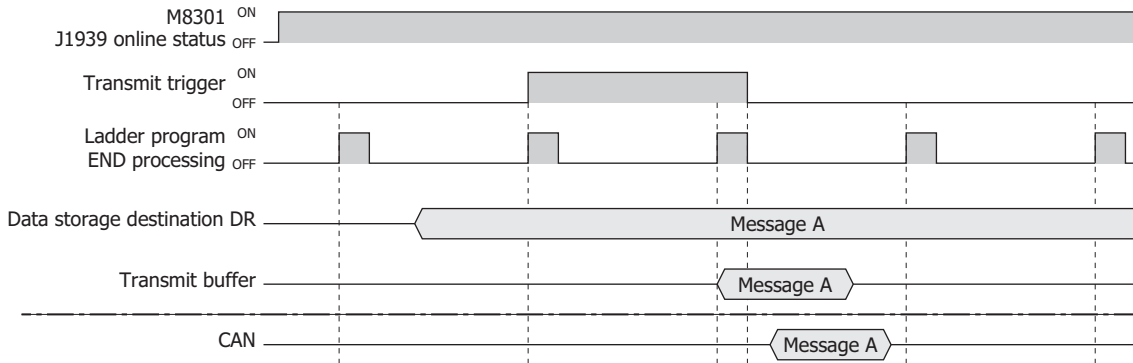 M8301 ON
J1939 online status OFF
Transmit trigger ON
OFF
Ladder program ON
END processing OFF
Data storage destination DR Message A
Transmit buffer Message A
CAN Message A